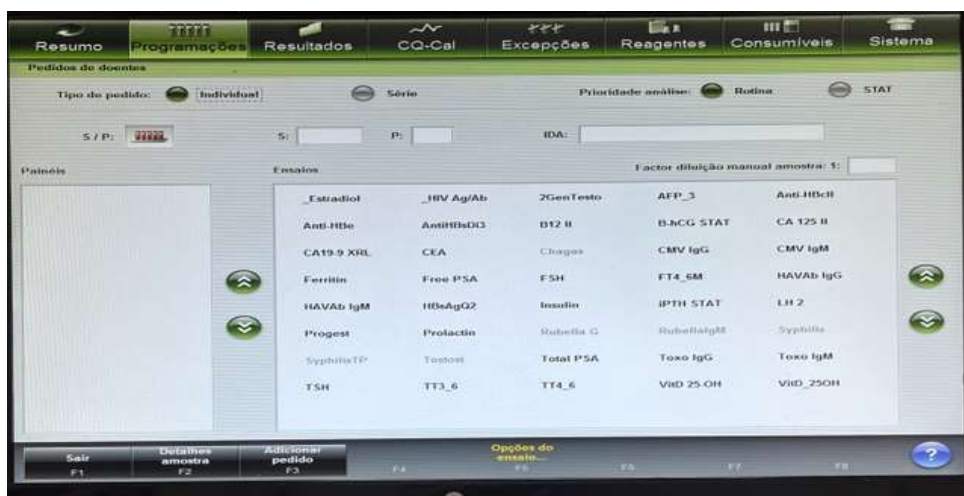 Resumo Programações Resultados CQ-Cal Excepções Reagentes Consumíveis Sistema
Pedidos de doentes
Tipo de pedido: Individual Série Prioridade análise: Rotina STAT
S / P: S: P: IDA:
Painéis Ensaios Factor diluição manual amostra: 1:
_Estradiol _HIV Ag/Ab 2GenTesto AFP_3 Anti-HBcII
Anti-HBe AntiHBsDI3 B12 II B-hCG STAT CA 125 II
CA19-9 XRL CEA Chagas CMV IgG CMV IgM
Ferritin Free PSA FSH FT4_6M HAVAb IgG
HAVAb IgM HBsAgQ2 Insulin iPTH STAT LH 2
Progest Prolactin Rubella G RubellaIgM Syphilis
SyphilisTP Testost Total PSA Toxo IgG Toxo IgM
TSH TT3_6 TT4_6 VitD 25-OH VitD_25OH
Sair Detalhes amostra Adicionar pedido Opções do ensaio... ?
F1 F2 F3 F4 F5 F6 F7 F8